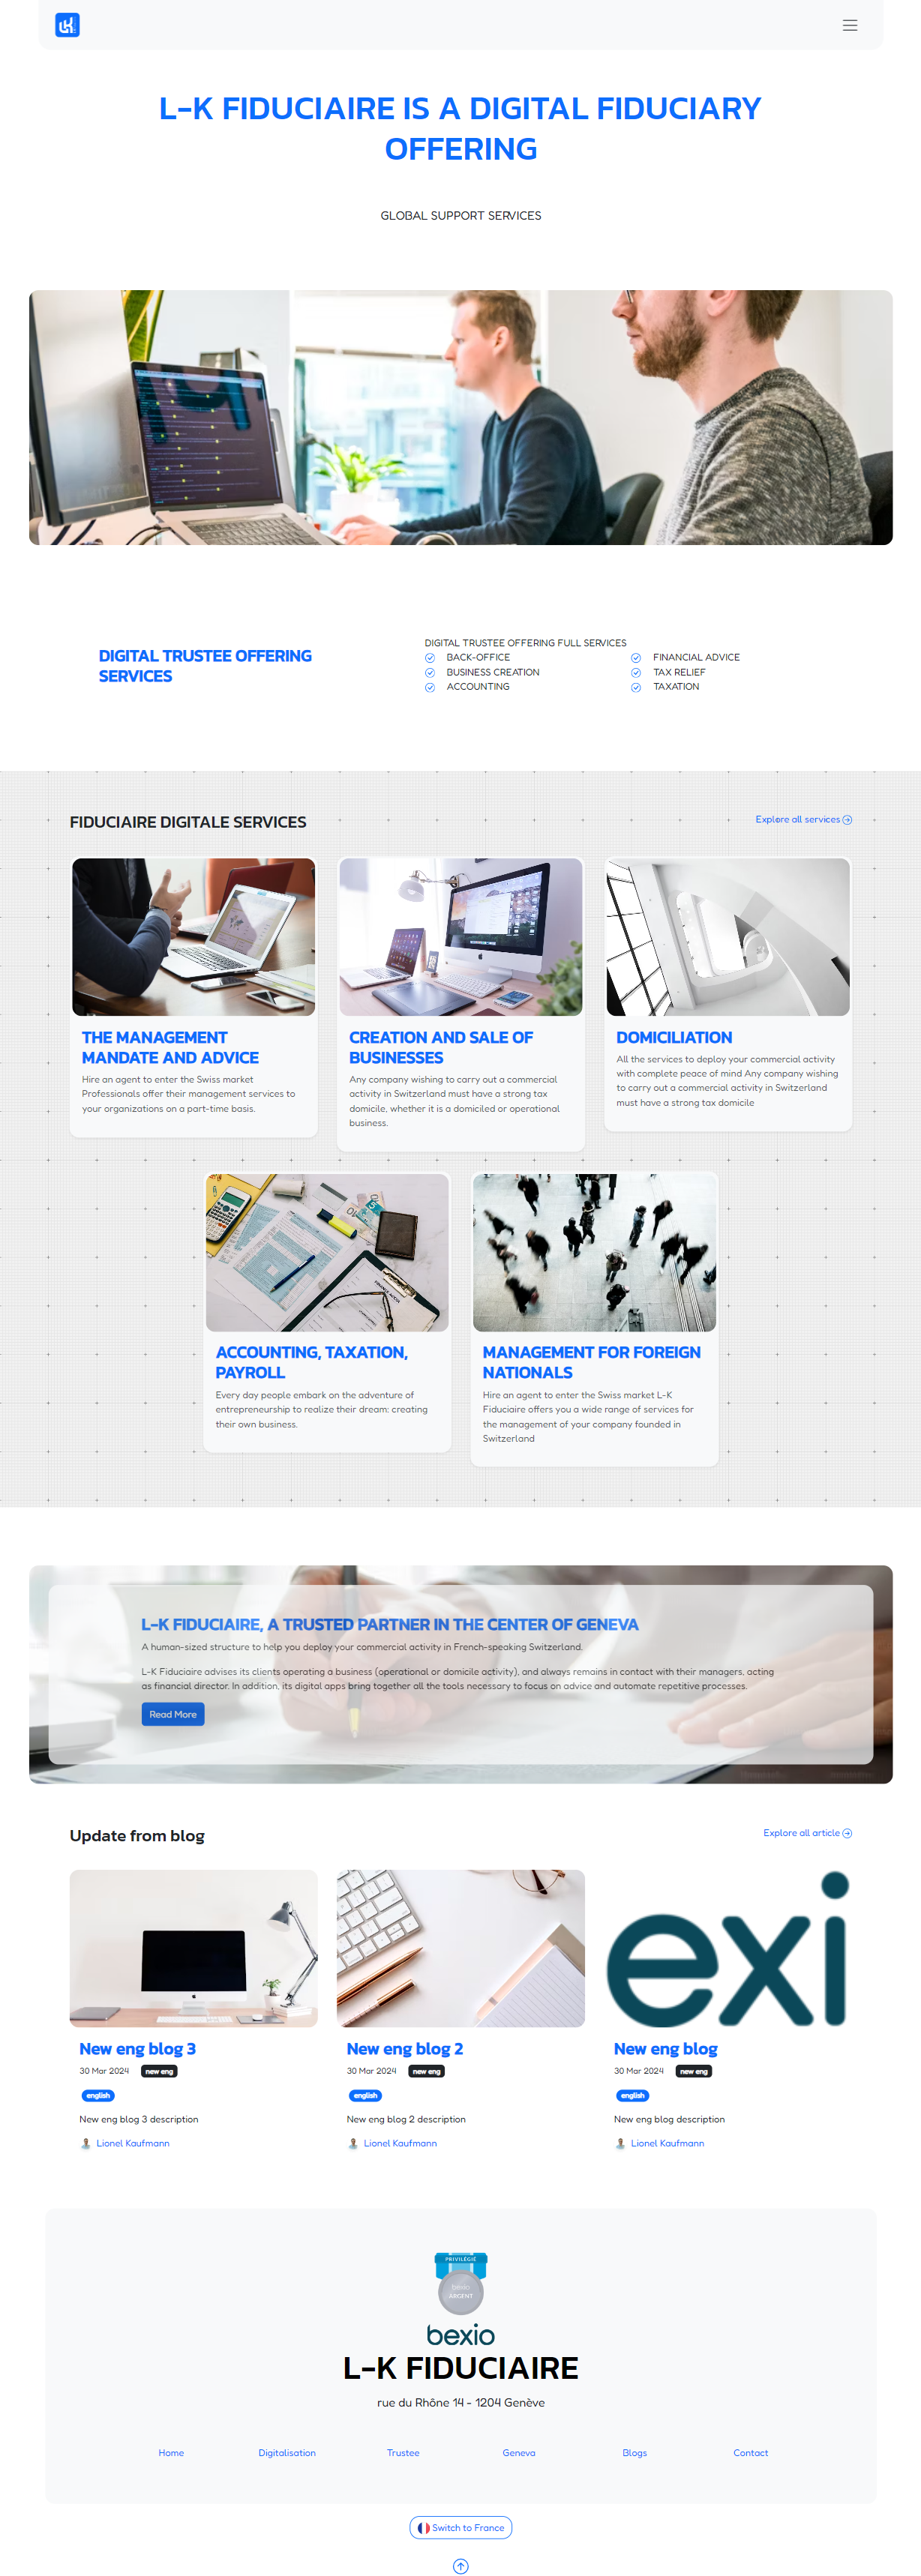 LK
L-K FIDUCIAIRE IS A DIGITAL FIDUCIARY
OFFERING
GLOBAL SUPPORT SERVICES
DIGITAL TRUSTEE OFFERING
SERVICES
DIGITAL TRUSTEE OFFERING FULL SERVICES
BACK-OFFICE
FINANCIAL ADVICE
BUSINESS CREATION
TAX RELIEF
ACCOUNTING
TAXATION
FIDUCIAIRE DIGITALE SERVICES
Explore all services
THE MANAGEMENT
MANDATE AND ADVICE
Hire an agent to enter the Swiss market
Professionals offer their management services to
your organizations on a part-time basis.
CREATION AND SALE OF
BUSINESSES
Any company wishing to carry out a commercial
activity in Switzerland must have a strong tax
domicile, whether it is a domiciled or operational
business.
DOMICILIATION
All the services to deploy your commercial activity
with complete peace of mind Any company wishing
to carry out a commercial activity in Switzerland
must have a strong tax domicile
ACCOUNTING, TAXATION,
PAYROLL
Every day people embark on the adventure of
entrepreneurship to realize their dream: creating
their own business.
MANAGEMENT FOR FOREIGN
NATIONALS
Hire an agent to enter the Swiss market L-K
Fiduciaire offers you a wide range of services for
the management of your company founded in
Switzerland
L-K FIDUCIAIRE, A TRUSTED PARTNER IN THE CENTER OF GENEVA
A human-sized structure to help you deploy your commercial activity in French-speaking Switzerland.
L-K Fiduciaire advises its clients operating a business (operational or domicile activity), and always remains in contact with their managers, acting
as financial director. In addition, its digital apps bring together all the tools necessary to focus on advice and automate repetitive processes.
Read More
Update from blog
Explore all article
New eng blog 3
30 Mar 2024 new eng
english
New eng blog 3 description
Lionel Kaufmann
New eng blog 2
30 Mar 2024 new eng
english
New eng blog 2 description
Lionel Kaufmann
exi
New eng blog
30 Mar 2024 new eng
english
New eng blog description
Lionel Kaufmann
PRIVILÉGIÉ
bexio
ARGENT
bexio
L-K FIDUCIAIRE
rue du Rhône 14 - 1204 Genève
Home
Digitalisation
Trustee
Geneva
Blogs
Contact
Switch to France